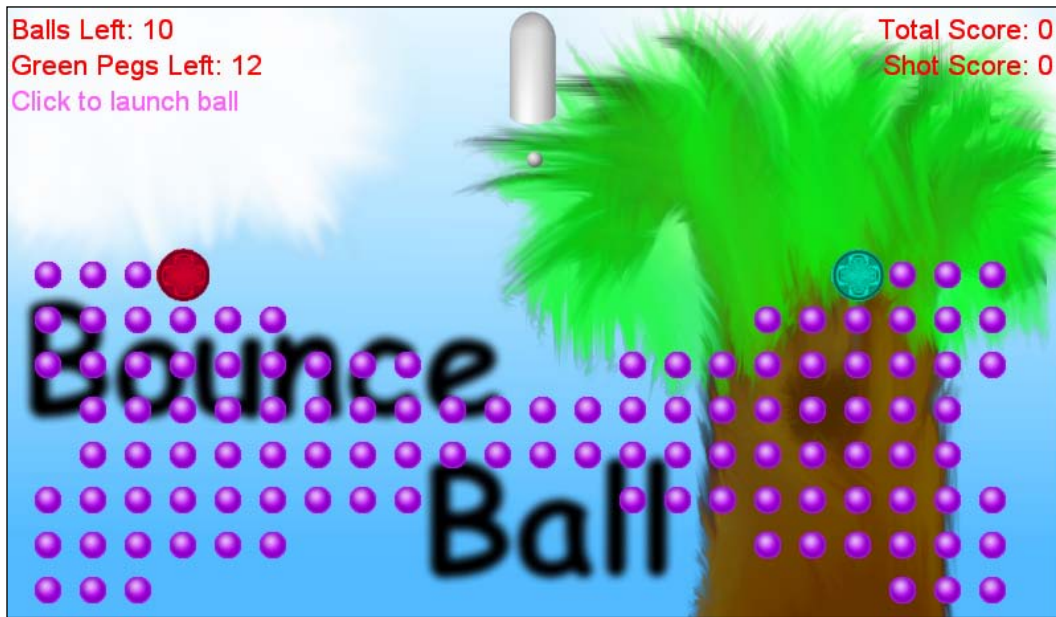 Balls Left: 10
Total Score: 0
Green Pegs Left: 12
Shot Score: 0
Click to launch ball
Bounce
Ball